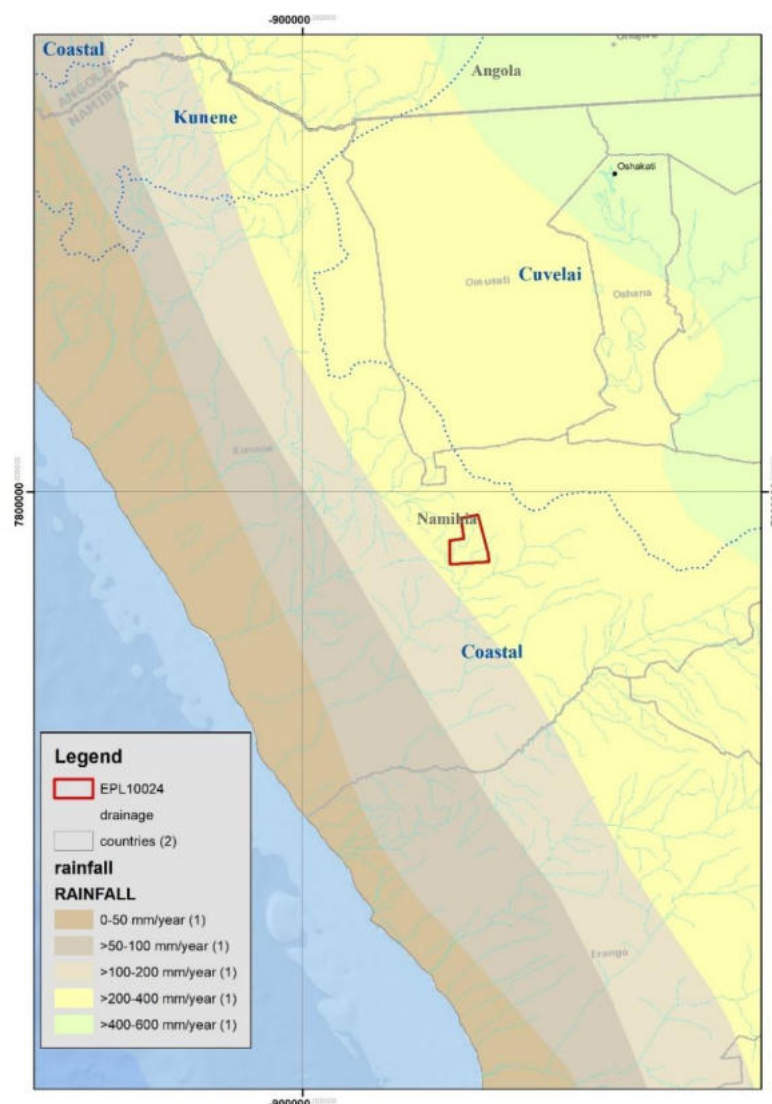 -900000
Coastal
Angola
ANGOLA
NAMIBIA
Kunene
Oshakati
Cuvelai
Omusati
Oshana
Kunene
7800000
Namibia
Coastal
Erongo
Legend
EPL10024
drainage
countries (2)
rainfall
RAINFALL
0-50 mm/year (1)
>50-100 mm/year (1)
>100-200 mm/year (1)
>200-400 mm/year (1)
>400-600 mm/year (1)
-900000